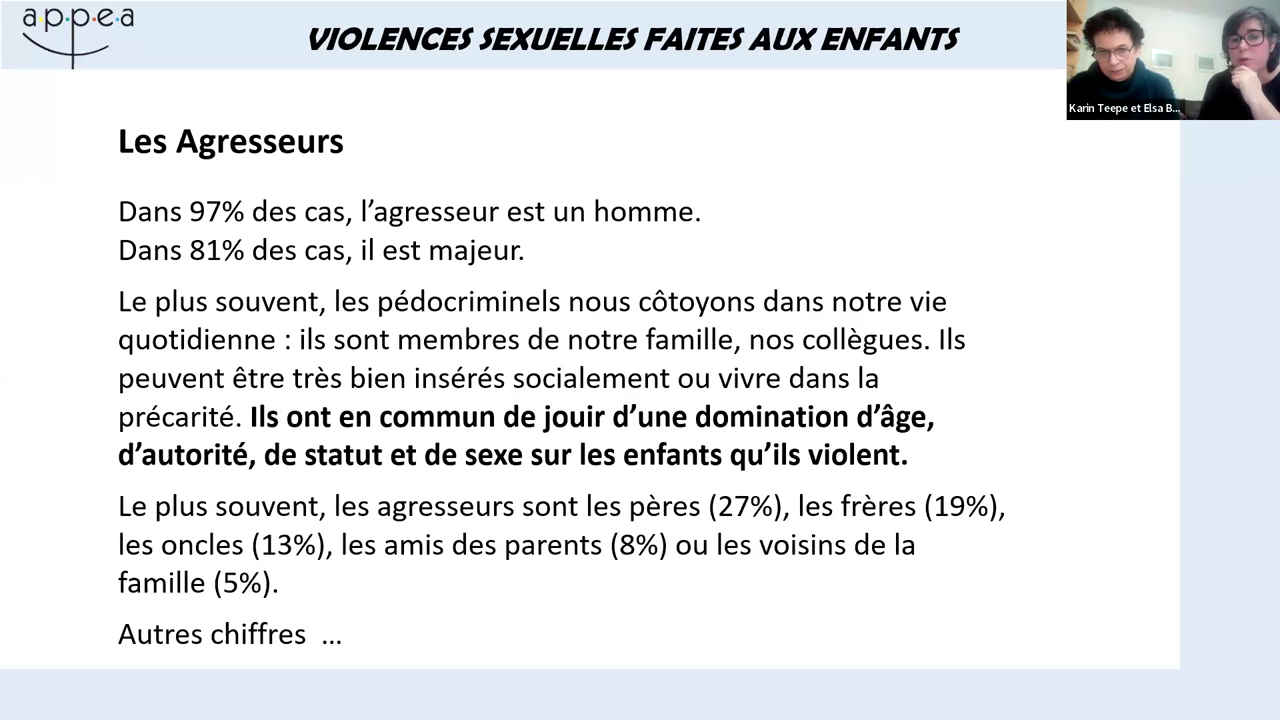 a·p·p·e·a
VIOLENCES SEXUELLES FAITES AUX ENFANTS
Karin Teepe et Elsa B...
Les Agresseurs
Dans 97% des cas, l’agresseur est un homme.
Dans 81% des cas, il est majeur.
Le plus souvent, les pédocriminels nous côtoyons dans notre vie
quotidienne : ils sont membres de notre famille, nos collègues. Ils
peuvent être très bien insérés socialement ou vivre dans la
précarité. Ils ont en commun de jouir d’une domination d’âge,
d’autorité, de statut et de sexe sur les enfants qu’ils violent.
Le plus souvent, les agresseurs sont les pères (27%), les frères (19%),
les oncles (13%), les amis des parents (8%) ou les voisins de la
famille (5%).
Autres chiffres …